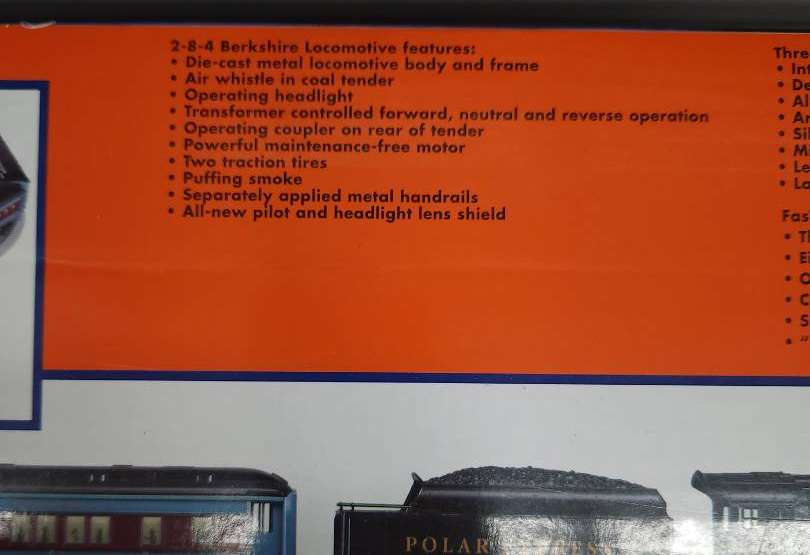 2-8-4 Berkshire Locomotive features:
• Die-cast metal locomotive body and frame
• Air whistle in coal tender
• Operating headlight
• Transformer controlled forward, neutral and reverse operation
• Operating coupler on rear of tender
• Powerful maintenance-free motor
• Two traction tires
• Puffing smoke
• Separately applied metal handrails
• All-new pilot and headlight lens shield
POLAR